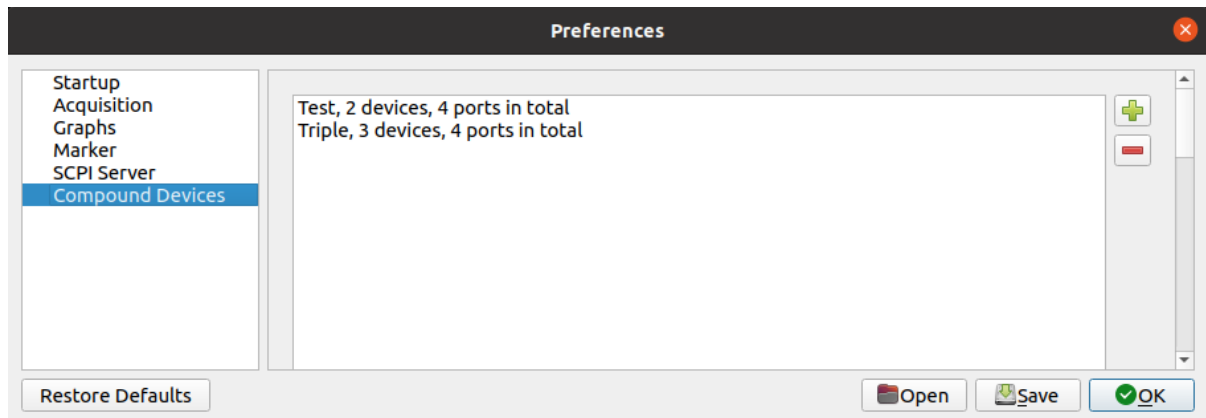 Preferences
Startup
Acquisition
Graphs
Marker
SCPI Server
Compound Devices
Test, 2 devices, 4 ports in total
Triple, 3 devices, 4 ports in total
Restore Defaults
Open
Save
OK